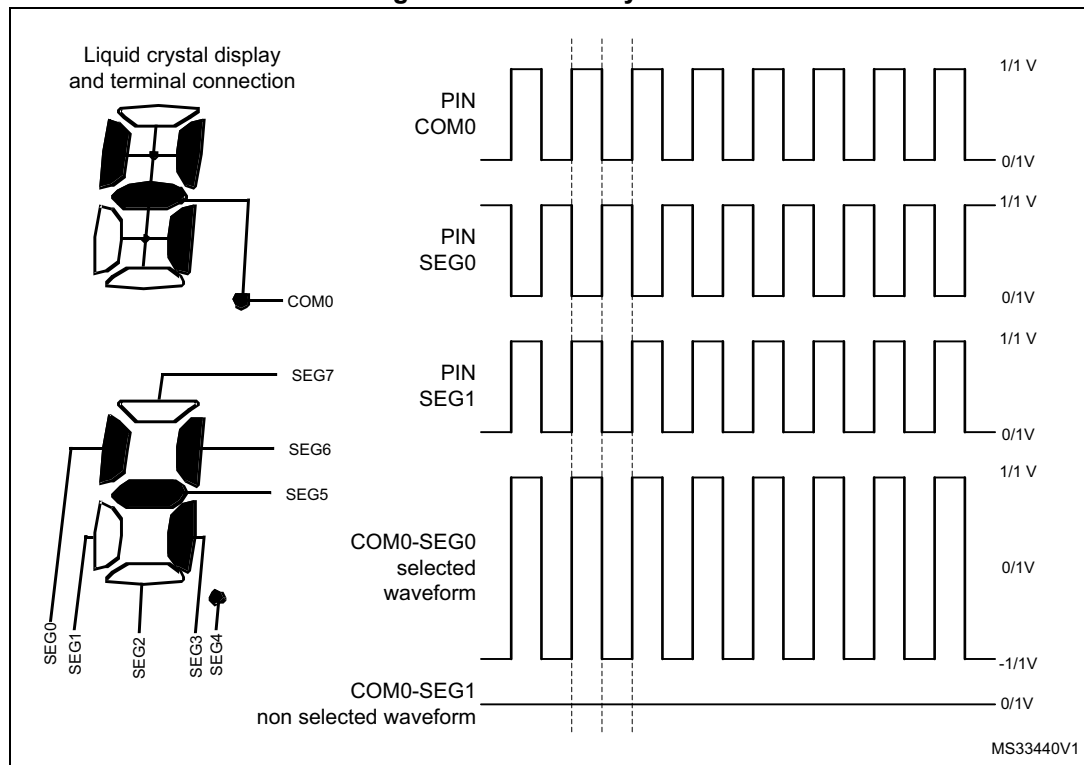 Liquid crystal display
and terminal connection
COM0
SEG7
SEG6
SEG5
SEG0
SEG1
SEG2
SEG3
SEG4
PIN
COM0
1/1 V
0/1V
PIN
SEG0
1/1 V
0/1V
PIN
SEG1
1/1 V
0/1V
COM0-SEG0
selected
waveform
1/1 V
0/1V
-1/1V
COM0-SEG1
non selected waveform
0/1V
MS33440V1